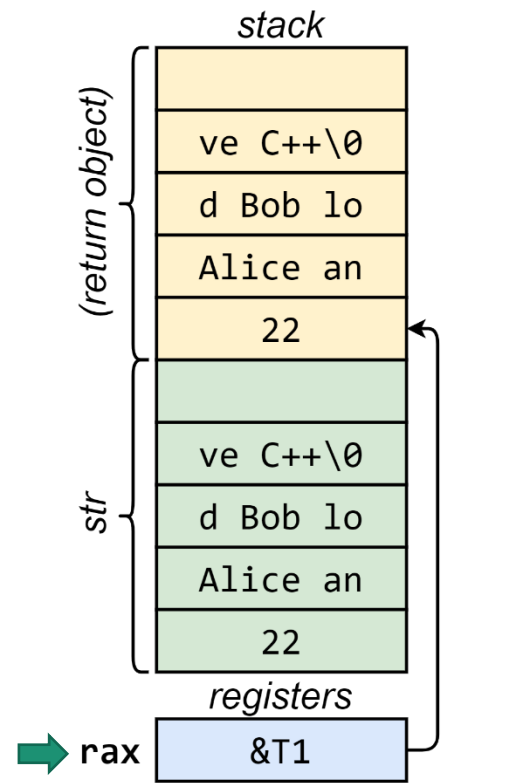 stack
(return object)
ve C++\0
d Bob lo
Alice an
22
str
ve C++\0
d Bob lo
Alice an
22
registers
rax
&T1